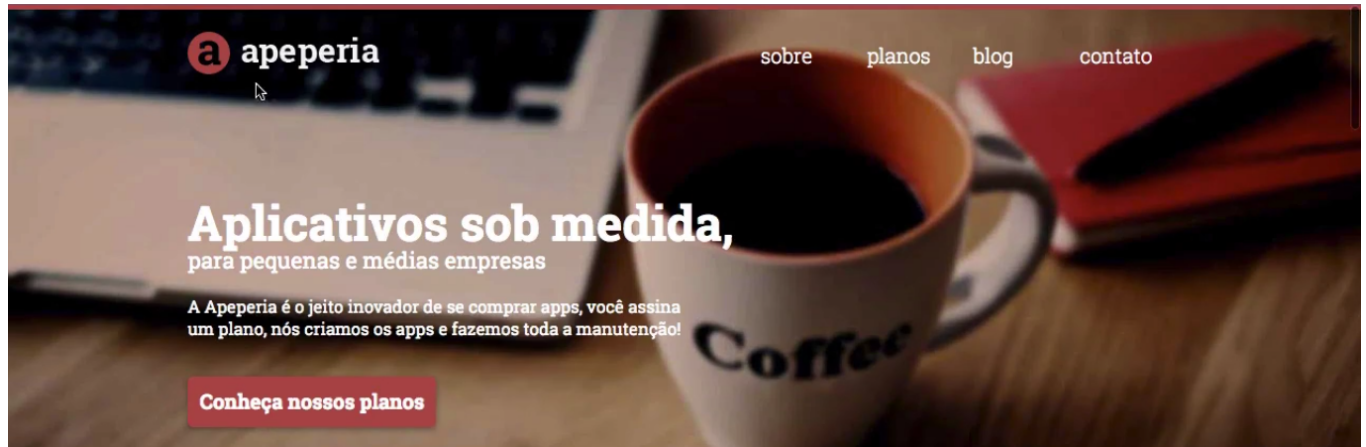 a apeperia
sobre planos blog contato
Aplicativos sob medida,
para pequenas e médias empresas
A Apeperia é o jeito inovador de se comprar apps, você assina
um plano, nós criamos os apps e fazemos toda a manutenção!
Coffee
Conheça nossos planos